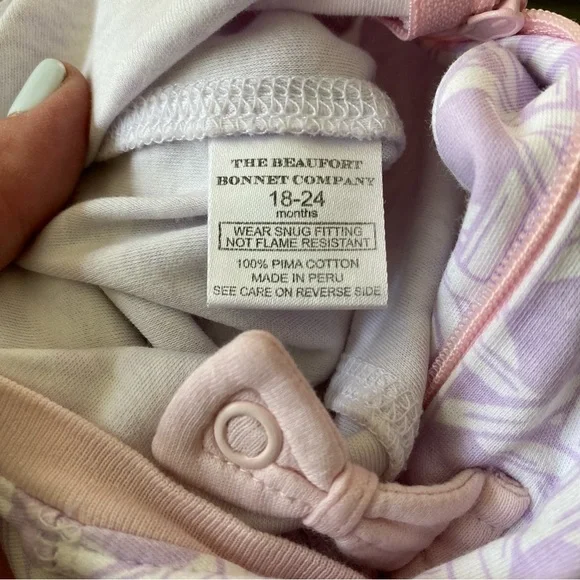 THE BEAUFORT
BONNET COMPANY
18-24
months
WEAR SNUG FITTING
NOT FLAME RESISTANT
100% PIMA COTTON
MADE IN PERU
SEE CARE ON REVERSE SIDE